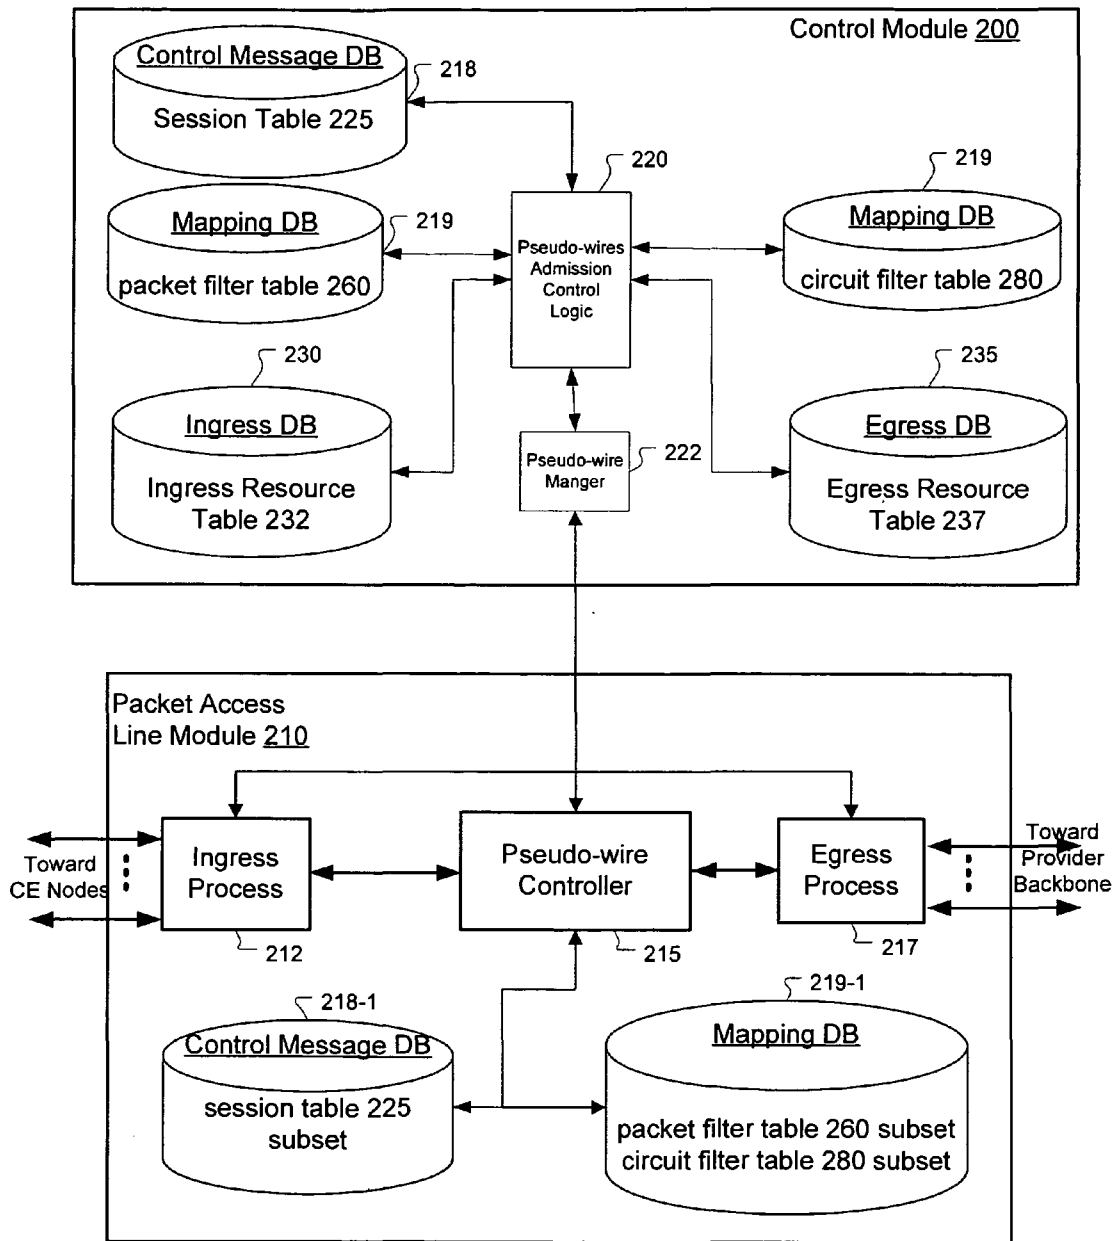 Control Module 200
Control Message DB
218
Session Table 225
220
219
Mapping DB
219
packet filter table 260
Pseudo-wires
Admission
Control
Logic
Mapping DB
circuit filter table 280
230
235
Ingress DB
Ingress Resource
Table 232
Pseudo-wire
Manger
222
Egress DB
Egress Resource
Table 237
Packet Access
Line Module 210
Toward
CE Nodes
Ingress
Process
212
Pseudo-wire
Controller
215
Egress
Process
217
Toward
Provider
Backbone
218-1
Control Message DB
session table 225
subset
219-1
Mapping DB
packet filter table 260 subset
circuit filter table 280 subset